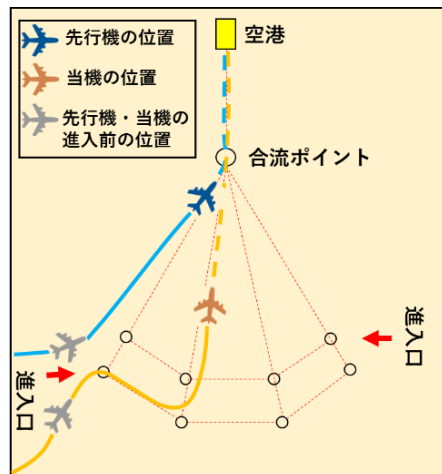 先行機の位置
当機の位置
先行機・当機の
進入前の位置
空港
合流ポイント
進入口
進入口